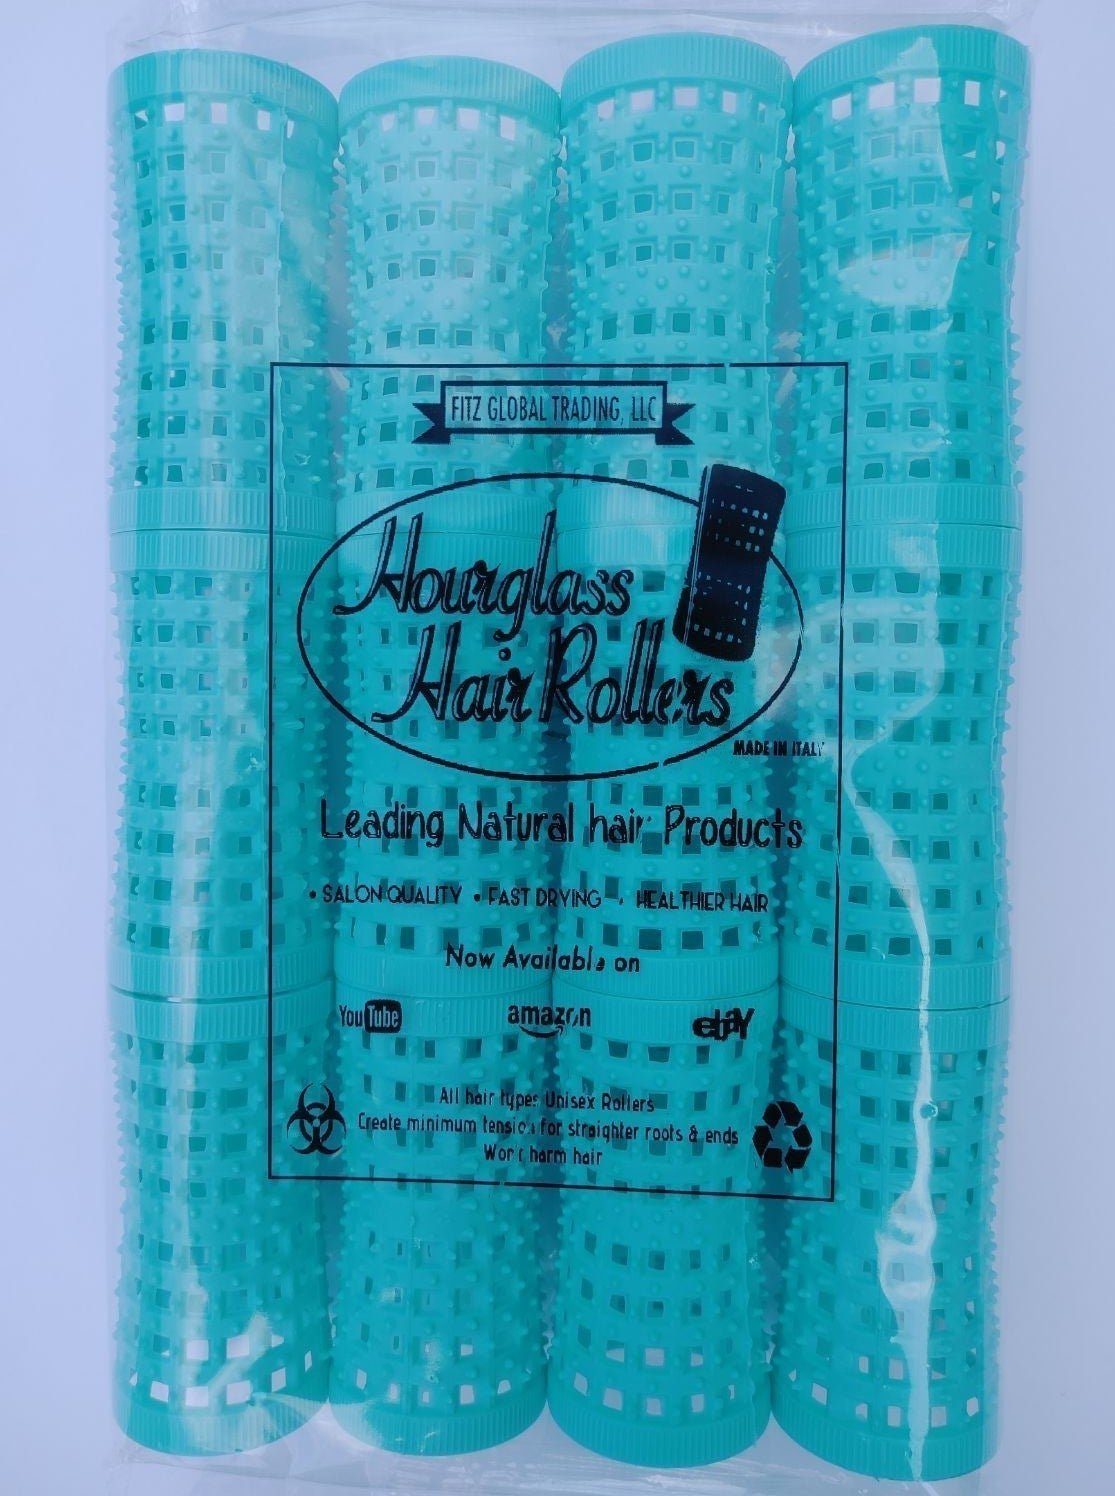 FITZ GLOBAL TRADING, LLC
Hourglass
Hair Rollers
MADE IN ITALY
Leading Natural hair Products
• SALON QUALITY • FAST DRYING • HEALTHIER HAIR
Now Available on
YouTube amazon ebay
All hair types Unisex Rollers
Create minimum tension for straighter roots & ends
Won't harm hair